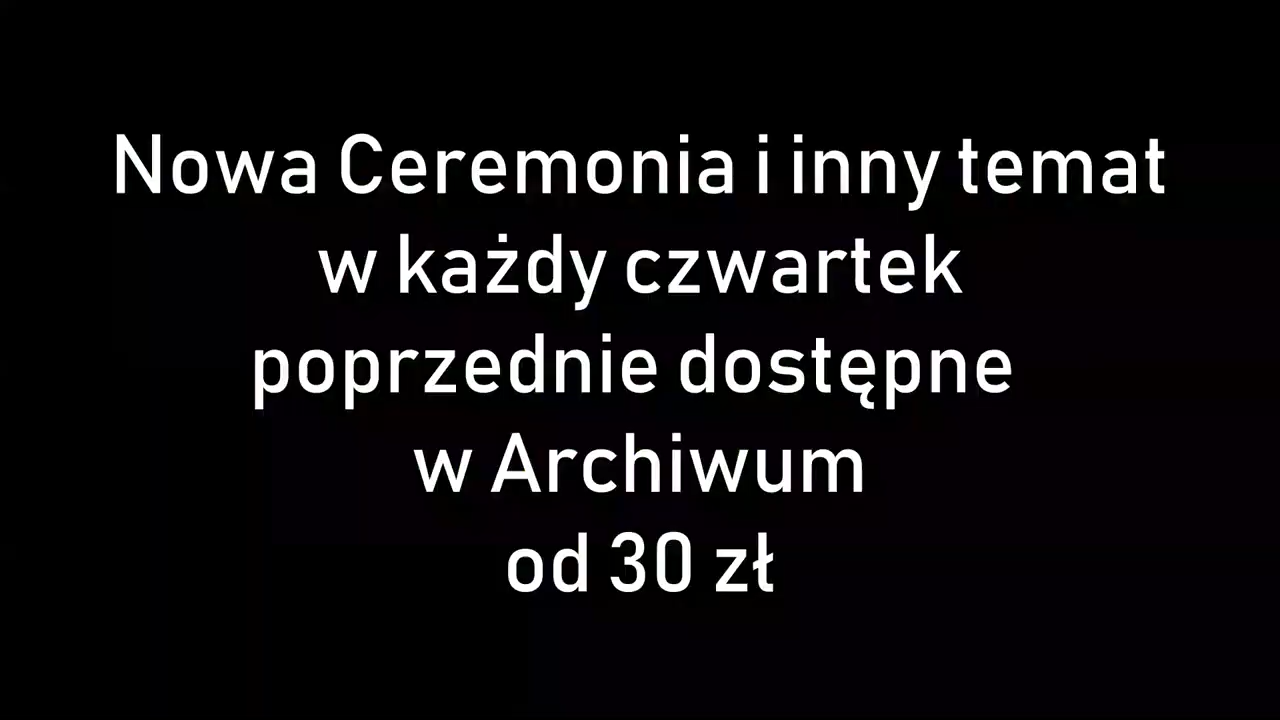 Nowa Ceremonia i inny temat
w każdy czwartek
poprzednie dostępne
w Archiwum
od 30 zł